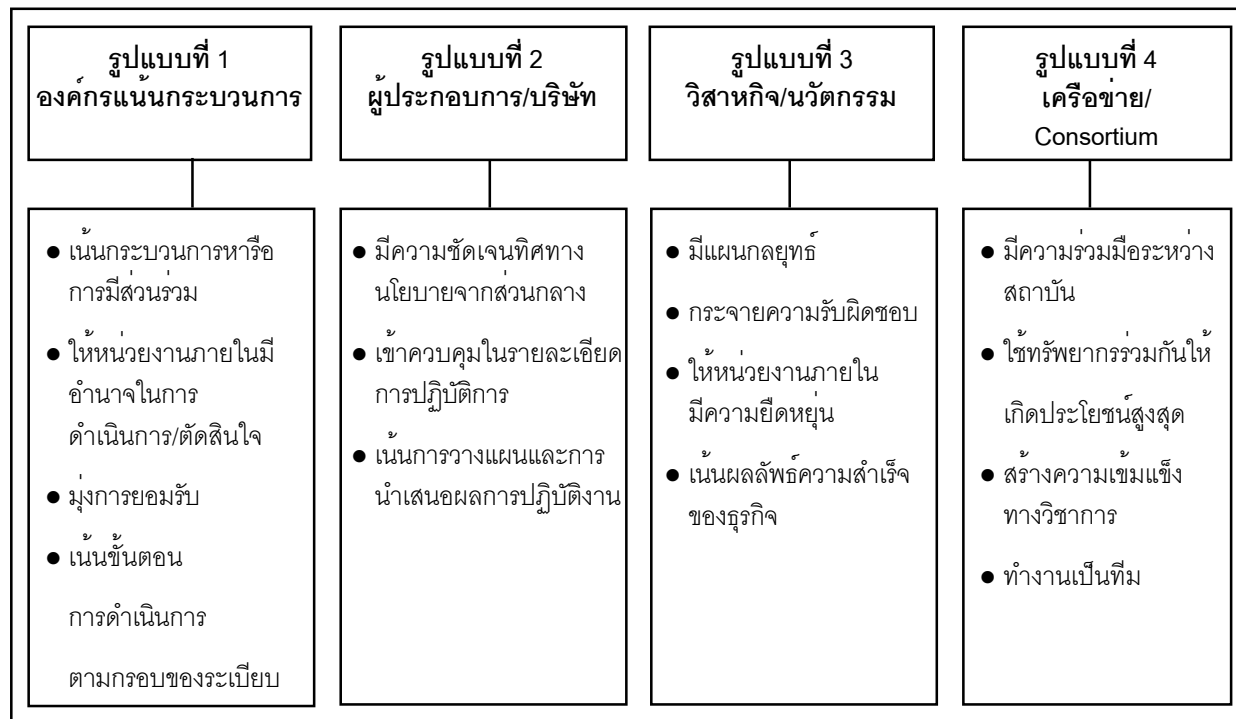 รูปแบบที่ 1
องค์กรแน้นกระบวนการ
● เน้นกระบวนการหารือ
การมีส่วนร่วม
● ให้หน่วยงานภายในมี
อำนาจในการ
ดำเนินการ/ตัดสินใจ
● มุ่งการยอมรับ
● เน้นขั้นตอน
การดำเนินการ
ตามกรอบของระเบียบ
รูปแบบที่ 2
ผู้ประกอบการ/บริษัท
● มีความชัดเจนทิศทาง
นโยบายจากส่วนกลาง
● เข้าควบคุมในรายละเอียด
การปฏิบัติการ
● เน้นการวางแผนและการ
นำเสนอผลการปฏิบัติงาน
รูปแบบที่ 3
วิสาหกิจ/นวัตกรรม
● มีแผนกลยุทธ์
● กระจายความรับผิดชอบ
● ให้หน่วยงานภายใน
มีความยืดหยุ่น
● เน้นผลลัพธ์ความสำเร็จ
ของธุรกิจ
รูปแบบที่ 4
เครือข่าย/
Consortium
● มีความร่วมมือระหว่าง
สถาบัน
● ใช้ทรัพยากรร่วมกันให้
เกิดประโยชน์สูงสุด
● สร้างความเข้มแข็ง
ทางวิชาการ
● ทำงานเป็นทีม